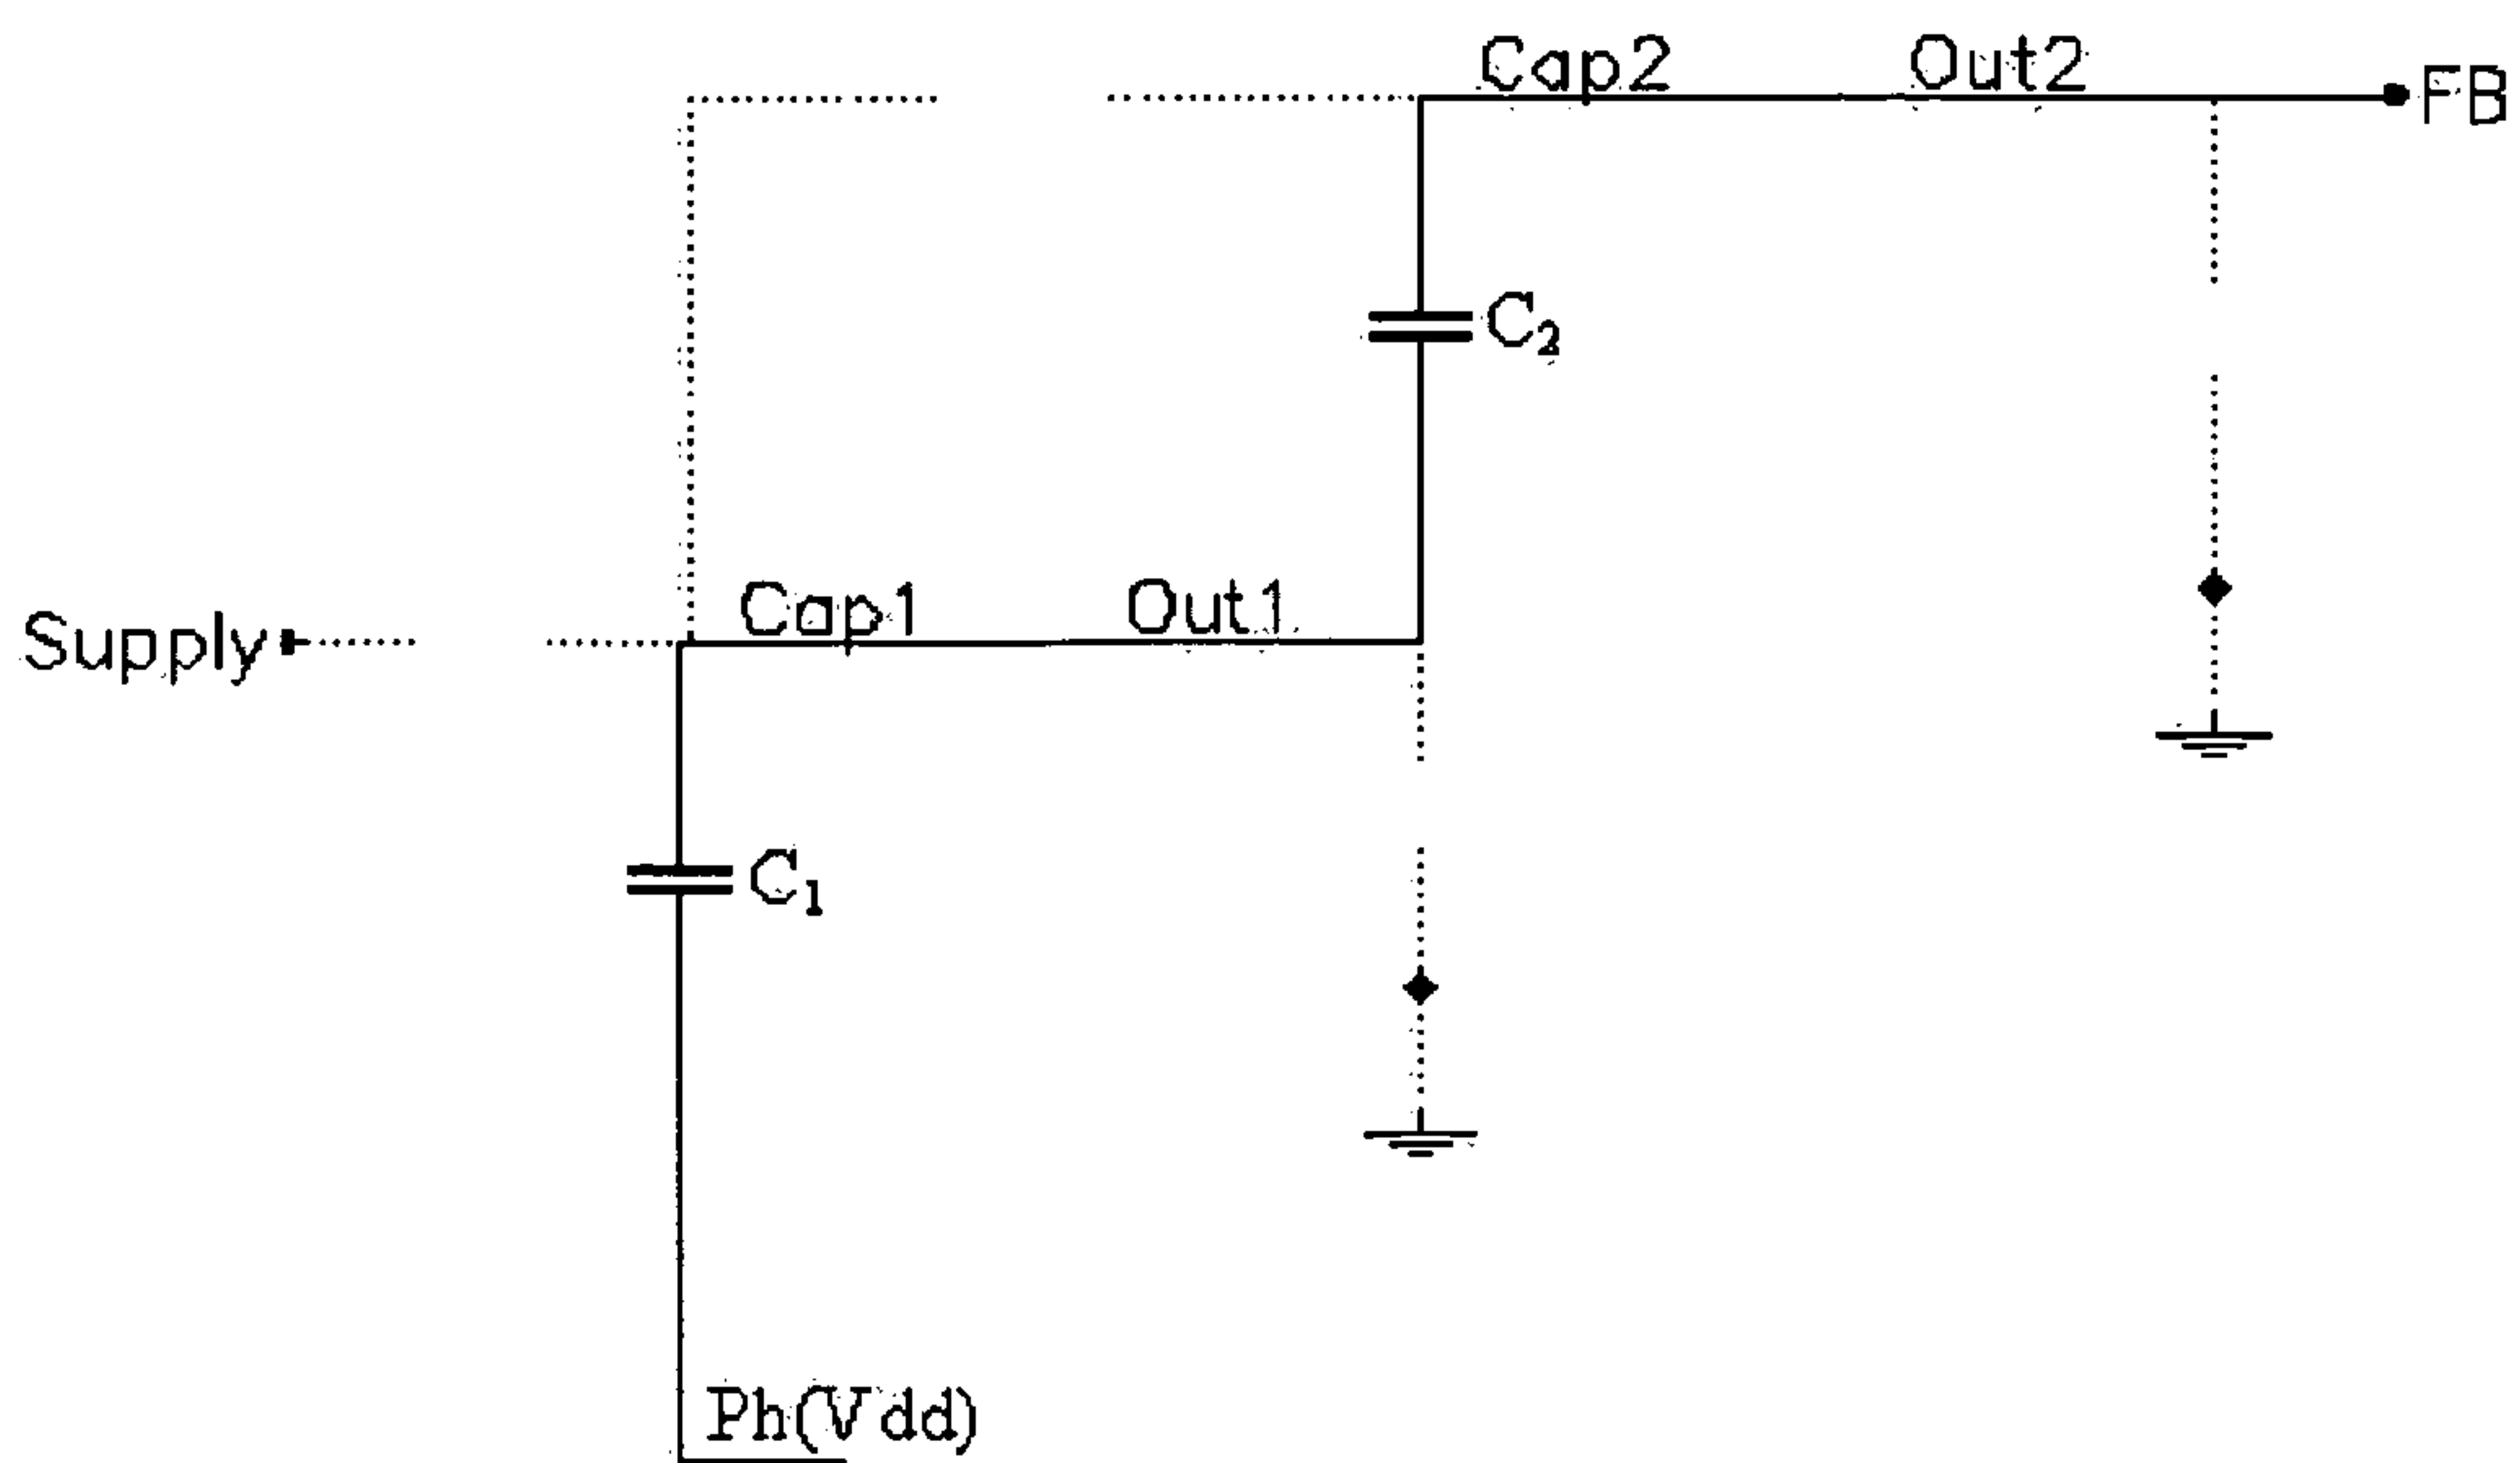 Cap2 Out2 FB
C₂
Supply Cap1 Out1
C₁
Ph(Vdd)